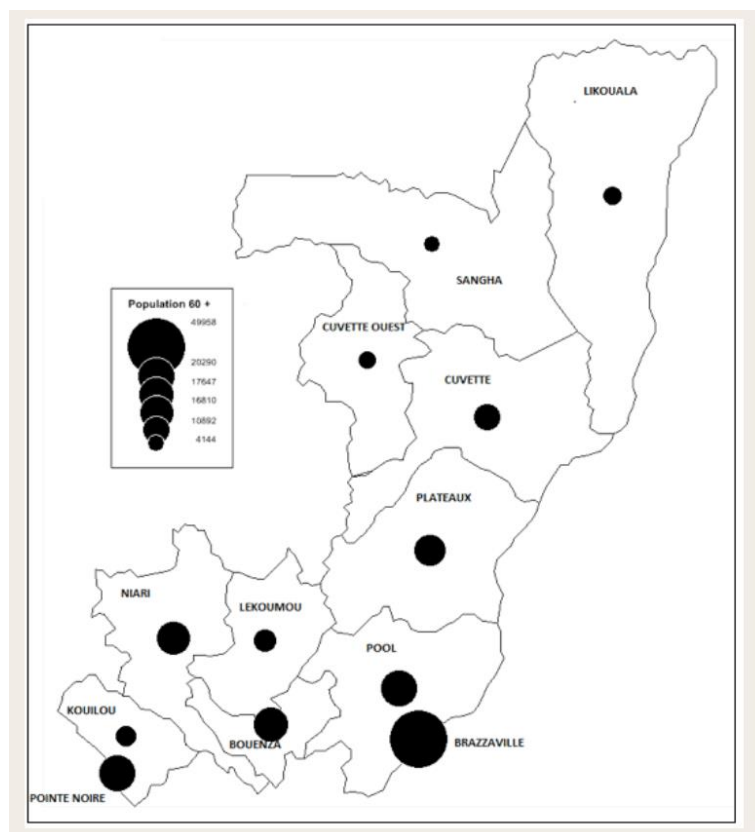 LIKOUALA
SANGHA
Population 60 +
49958
20290
17647
16810
10892
4144
CUVETTE OUEST
CUVETTE
PLATEAUX
NIARI
LEKOUMOU
POOL
KOUILOU
BOUENZA
BRAZZAVILLE
POINTE NOIRE